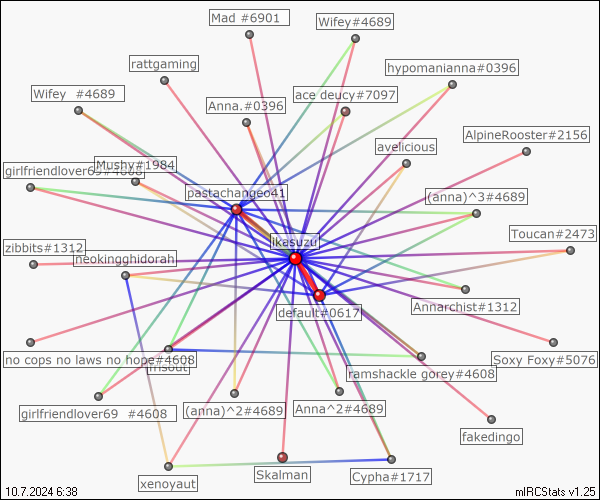 Mad #6901
Wifey#4689
rattgaming
hypomanianna#0396
Wifey #4689
Anna.#0396
ace deucy#7097
AlpineRooster#2156
avelicious
Mushy#1984
girlfriendlover69#4608
pastachangeo41
(anna)^3#4689
Toucan#2473
ikasuzu
zibbits#1312
neokingghidorah
Annarchist#1312
default#0617
no cops no laws no hope#4608
Soxy Foxy#5076
ramshackle gorey#4608
girlfriendlover69 #4608
(anna)^2#4689
Anna^2#4689
fakedingo
Skalman
Cypha#1717
xenoyaut
10.7.2024 6:38
mIRCStats v1.25